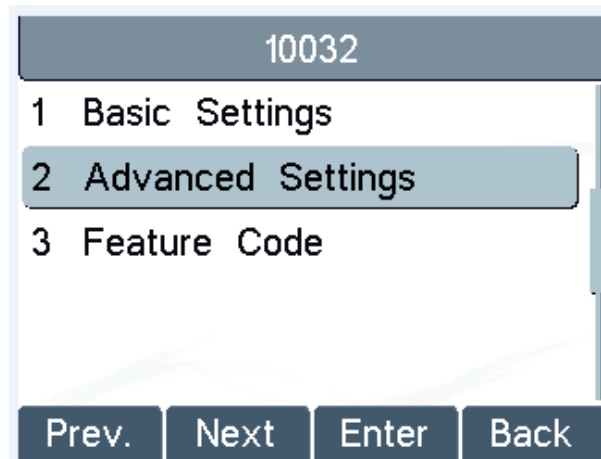 10032
1 Basic Settings
2 Advanced Settings
3 Feature Code
Prev. Next Enter Back